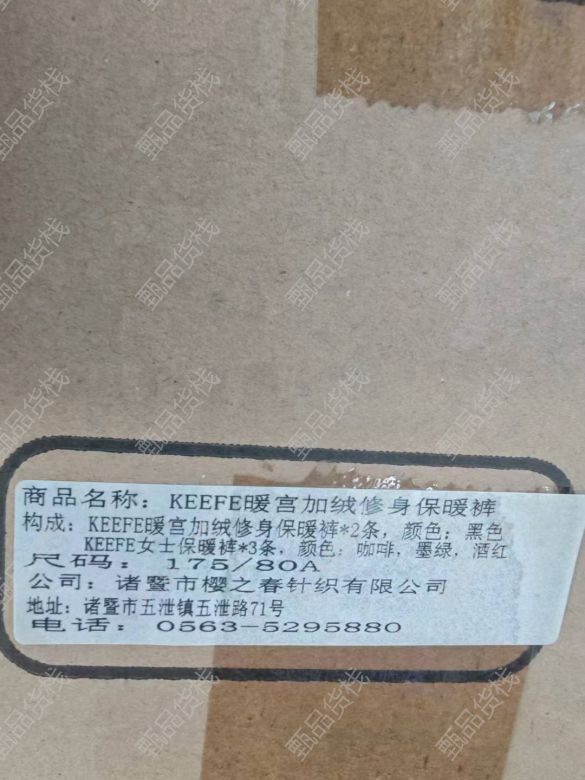 商品名称：KEEFE暖宫加绒修身保暖裤
构成：KEEFE暖宫加绒修身保暖裤*2条，颜色：黑色
KEEFE女士保暖裤*3条，颜色：咖啡，墨绿，酒红
尺码：175/80A
公司：诸暨市樱之春针织有限公司
地址：诸暨市五泄镇五泄路71号
电话：0563-5295880
甄品货栈